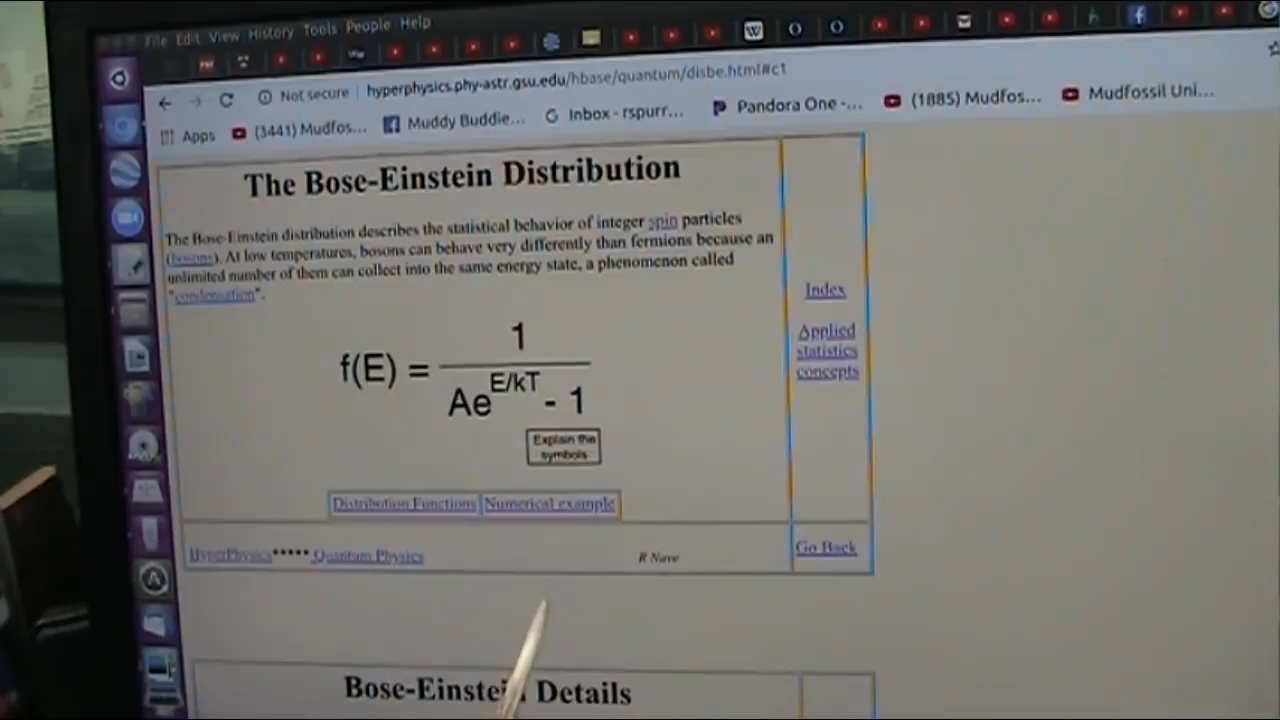 File Edit View History Tools People Help
Not secure hyperphysics.phy-astr.gsu.edu/hbase/quantum/disbe.html#c1
Apps (3441) Mudfos... Muddy Buddie... Inbox - rspurr... Pandora One -... (1885) Mudfos... Mudfossil Uni...
The Bose-Einstein Distribution
The Bose-Einstein distribution describes the statistical behavior of integer spin particles
(bosons). At low temperatures, bosons can behave very differently than fermions because an
unlimited number of them can collect into the same energy state, a phenomenon called
"condensation".
Index
Applied
statistics
concepts
f(E) = 1 / Ae^E/kT - 1
Explain the
symbols
Distribution Functions Numerical example
HyperPhysics***** Quantum Physics R Nave Go Back
Bose-Einstein Details